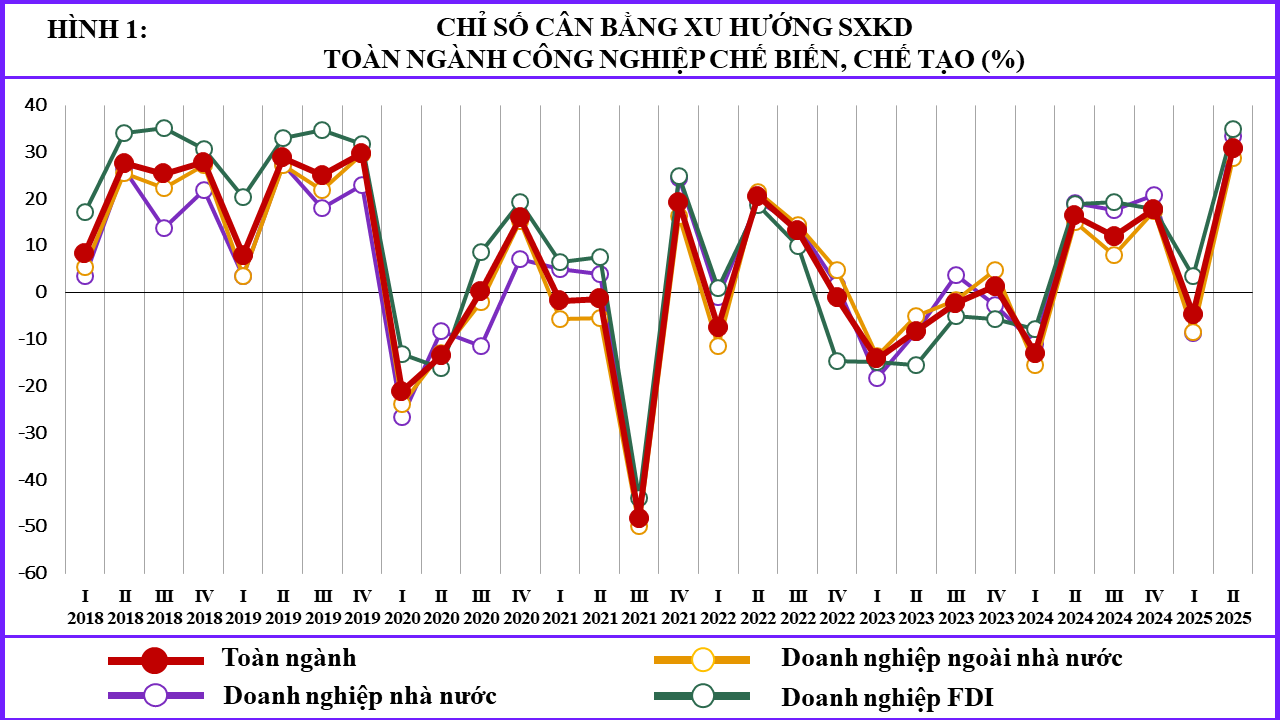 HÌNH 1:
CHỈ SỐ CÂN BẰNG XU HƯỚNG SXKD
TOÀN NGÀNH CÔNG NGHIỆP CHẾ BIẾN, CHẾ TẠO (%)
40
30
20
10
0
-10
-20
-30
-40
-50
-60
I II III IV I II III IV I II III IV I II III IV I II III IV I II III IV I II III IV I II
2018 2018 2018 2018 2019 2019 2019 2019 2020 2020 2020 2020 2021 2021 2021 2021 2022 2022 2022 2022 2023 2023 2023 2023 2024 2024 2024 2024 2025 2025
Toàn ngành
Doanh nghiệp ngoài nhà nước
Doanh nghiệp nhà nước
Doanh nghiệp FDI